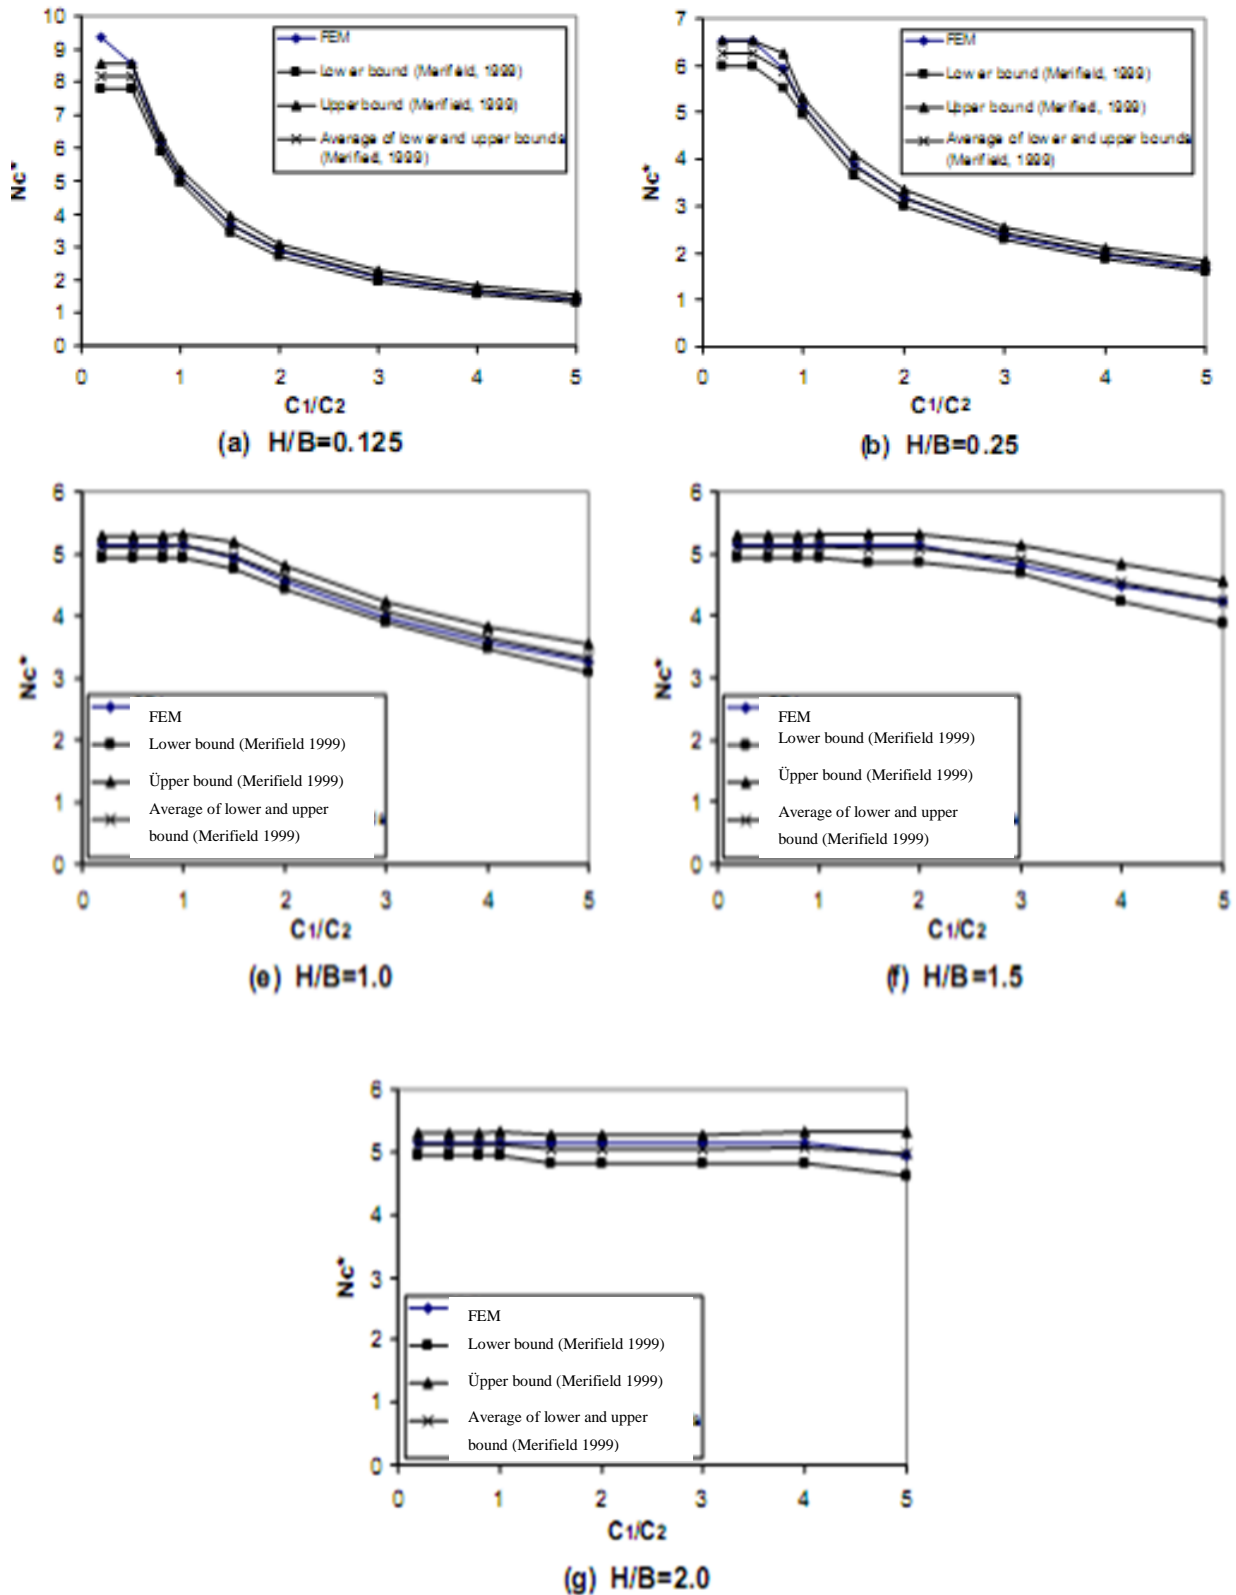 10
9
8
7
6
5
4
3
2
1
0
Nc*
FEM
Lower bound (Merifield, 1999)
Upper bound (Merifield, 1999)
Average of lower and upper bounds
(Merifield, 1999)
0 1 2 3 4 5
C1/C2
(a) H/B=0.125
7
6
5
4
3
2
1
0
Nc*
FEM
Lower bound (Merifield, 1999)
Upper bound (Merifield, 1999)
Average of lower and upper bounds
(Merifield, 1999)
0 1 2 3 4 5
C1/C2
(b) H/B=0.25
6
5
4
3
2
1
0
Nc*
FEM
Lower bound (Merifield 1999)
Üpper bound (Merifield 1999)
Average of lower and upper
bound (Merifield 1999)
0 1 2 3 4 5
C1/C2
(e) H/B=1.0
6
5
4
3
2
1
0
Nc*
FEM
Lower bound (Merifield 1999)
Üpper bound (Merifield 1999)
Average of lower and upper
bound (Merifield 1999)
0 1 2 3 4 5
C1/C2
(f) H/B=1.5
6
5
4
3
2
1
0
Nc*
FEM
Lower bound (Merifield 1999)
Üpper bound (Merifield 1999)
Average of lower and upper
bound (Merifield 1999)
0 1 2 3 4 5
C1/C2
(g) H/B=2.0